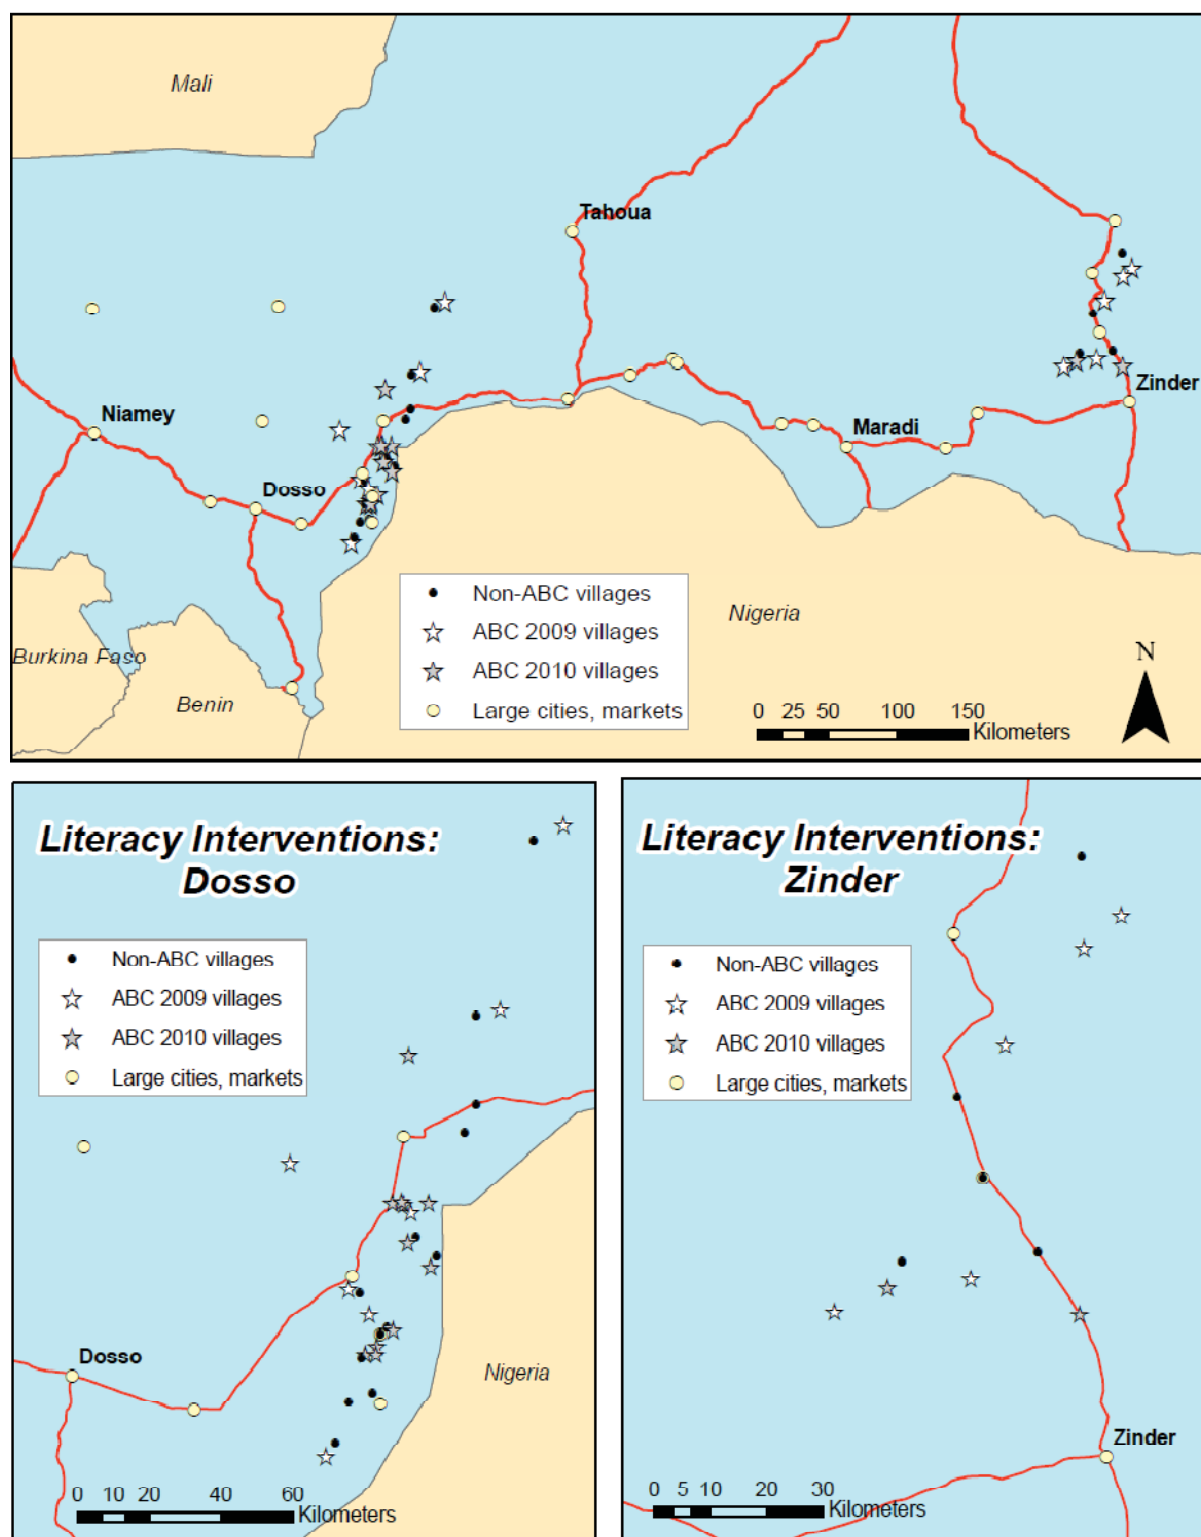 Mali
Tahoua
Niamey
Zinder
Maradi
Dosso
Non-ABC villages
ABC 2009 villages
ABC 2010 villages
Large cities, markets
Nigeria
Burkina Faso
Benin
N
0 25 50 100 150
Kilometers
Literacy Interventions:
Dosso
Non-ABC villages
ABC 2009 villages
ABC 2010 villages
Large cities, markets
Dosso
Nigeria
0 10 20 40 60
Kilometers
Literacy Interventions:
Zinder
Non-ABC villages
ABC 2009 villages
ABC 2010 villages
Large cities, markets
Zinder
0 5 10 20 30
Kilometers